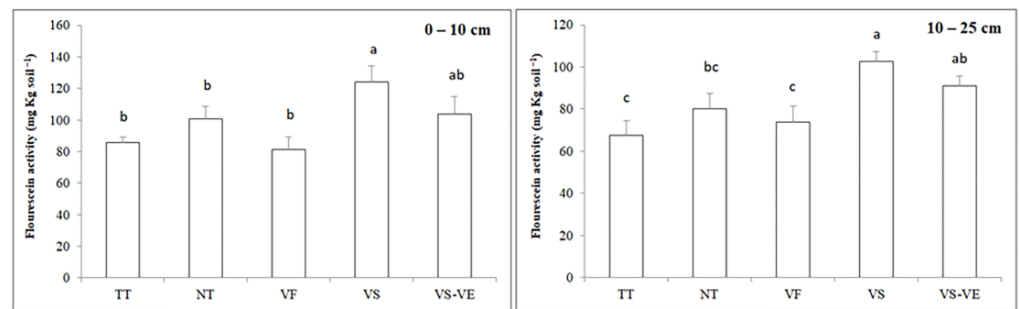 0 – 10 cm
Flourescein activity (mg Kg soil⁻¹)
160
140
120
100
80
60
40
20
0
b
b
b
a
ab
TT NT VF VS VS-VE
10 – 25 cm
Flourescein activity (mg Kg soil⁻¹)
120
100
80
60
40
20
0
c
bc
c
a
ab
TT NT VF VS VS-VE